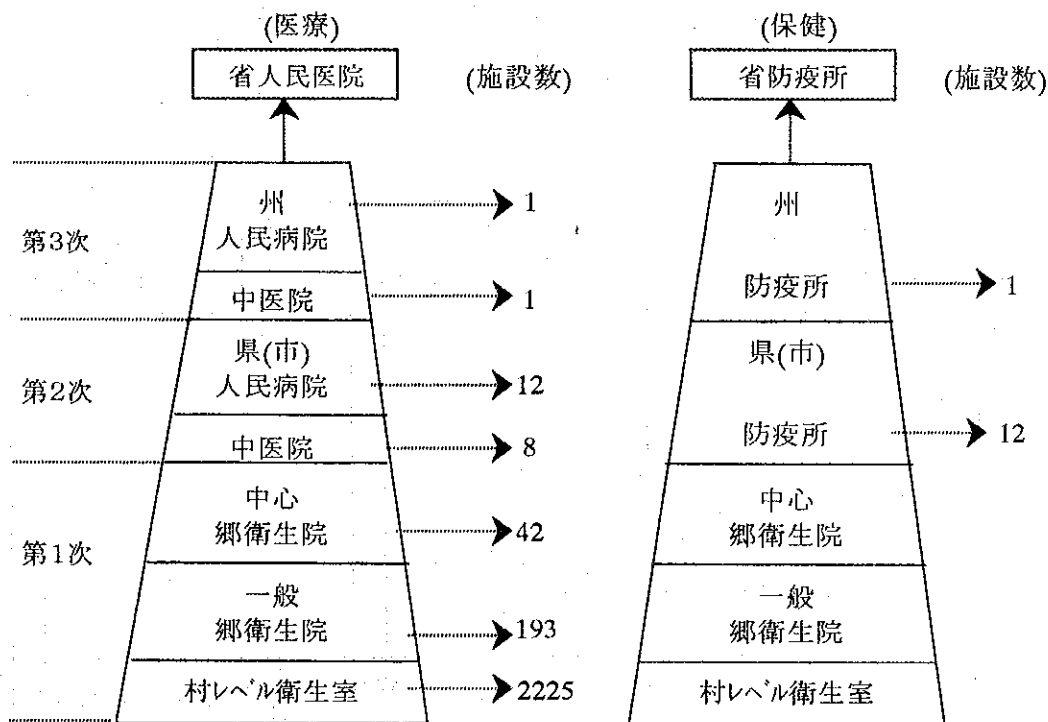 (医療)
省人民医院
(施設数)
第3次
州
人民病院
1
中医院
1
第2次
県(市)
人民病院
12
中医院
8
第1次
中心
郷衛生院
42
一般
郷衛生院
193
村レベル衛生室
2225
(保健)
省防疫所
(施設数)
州
防疫所
1
県(市)
防疫所
12
中心
郷衛生院
一般
郷衛生院
村レベル衛生室